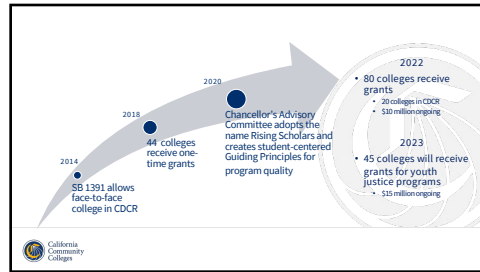 2014
SB 1391 allows
face-to-face
college in CDCR
2018
44 colleges
receive one-
time grants
2020
Chancellor's Advisory
Committee adopts the
name Rising Scholars and
creates student-centered
Guiding Principles for
program quality
2022
• 80 colleges receive
grants
• 20 colleges in CDCR
• $10 million ongoing
2023
• 45 colleges will receive
grants for youth
justice programs
• $15 million ongoing
California
Community
Colleges